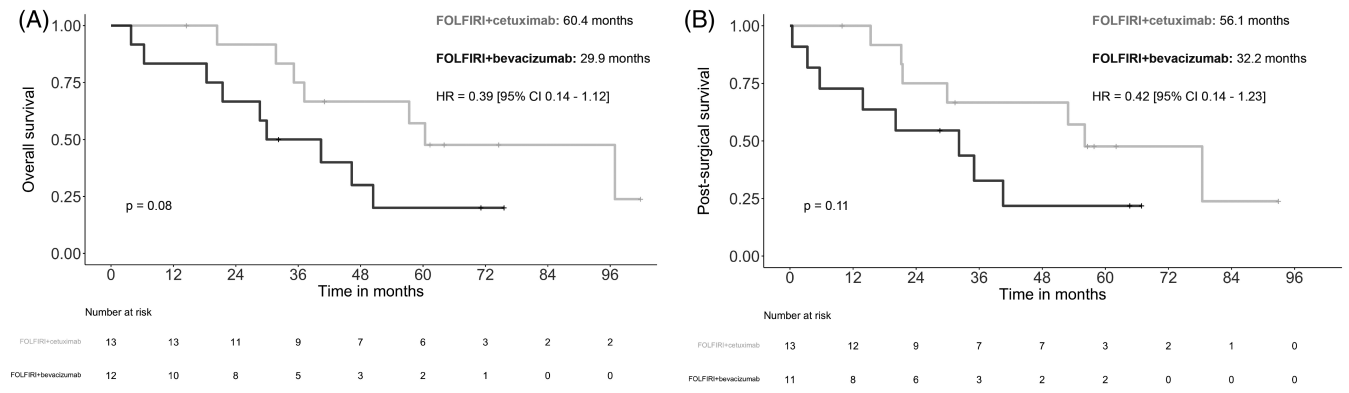 (A)
FOLFIRI+cetuximab: 60.4 months
FOLFIRI+bevacizumab: 29.9 months
HR = 0.39 [95% CI 0.14 - 1.12]
Overall survival
1.00
0.75
0.50
0.25
0.00
p = 0.08
0 12 24 36 48 60 72 84 96
Time in months
Number at risk
FOLFIRI+cetuximab 13 13 11 9 7 6 3 2 2
FOLFIRI+bevacizumab 12 10 8 5 3 2 1 0 0
(B)
FOLFIRI+cetuximab: 56.1 months
FOLFIRI+bevacizumab: 32.2 months
HR = 0.42 [95% CI 0.14 - 1.23]
Post-surgical survival
1.00
0.75
0.50
0.25
0.00
p = 0.11
0 12 24 36 48 60 72 84 96
Time in months
Number at risk
FOLFIRI+cetuximab 13 12 9 7 7 3 2 1 0
FOLFIRI+bevacizumab 11 8 6 3 2 2 0 0 0